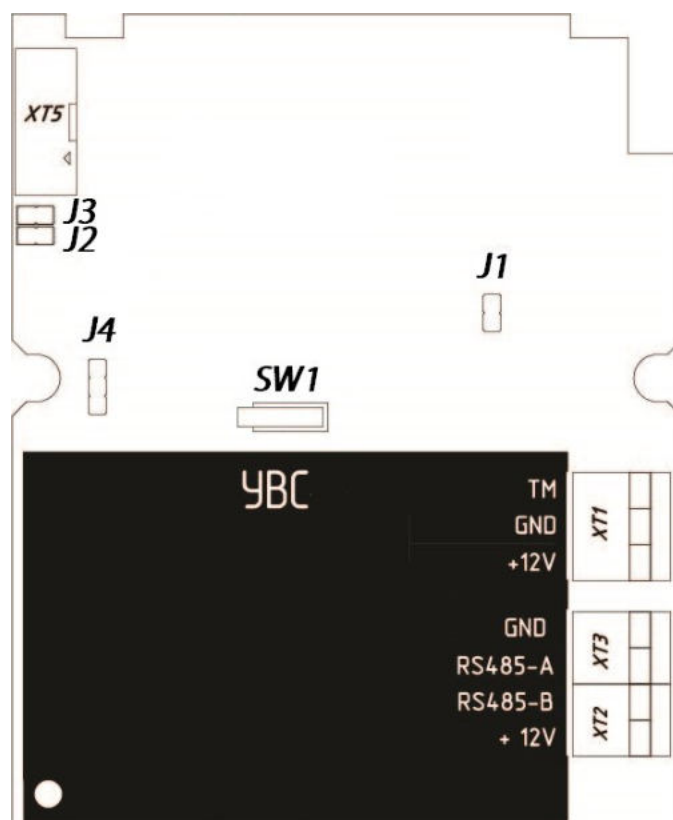 XT5
J3
J2
J1
J4
SW1
УВС
TM
GND
+12V
XT1
GND
RS485-A
XT3
RS485-B
+ 12V
XT2